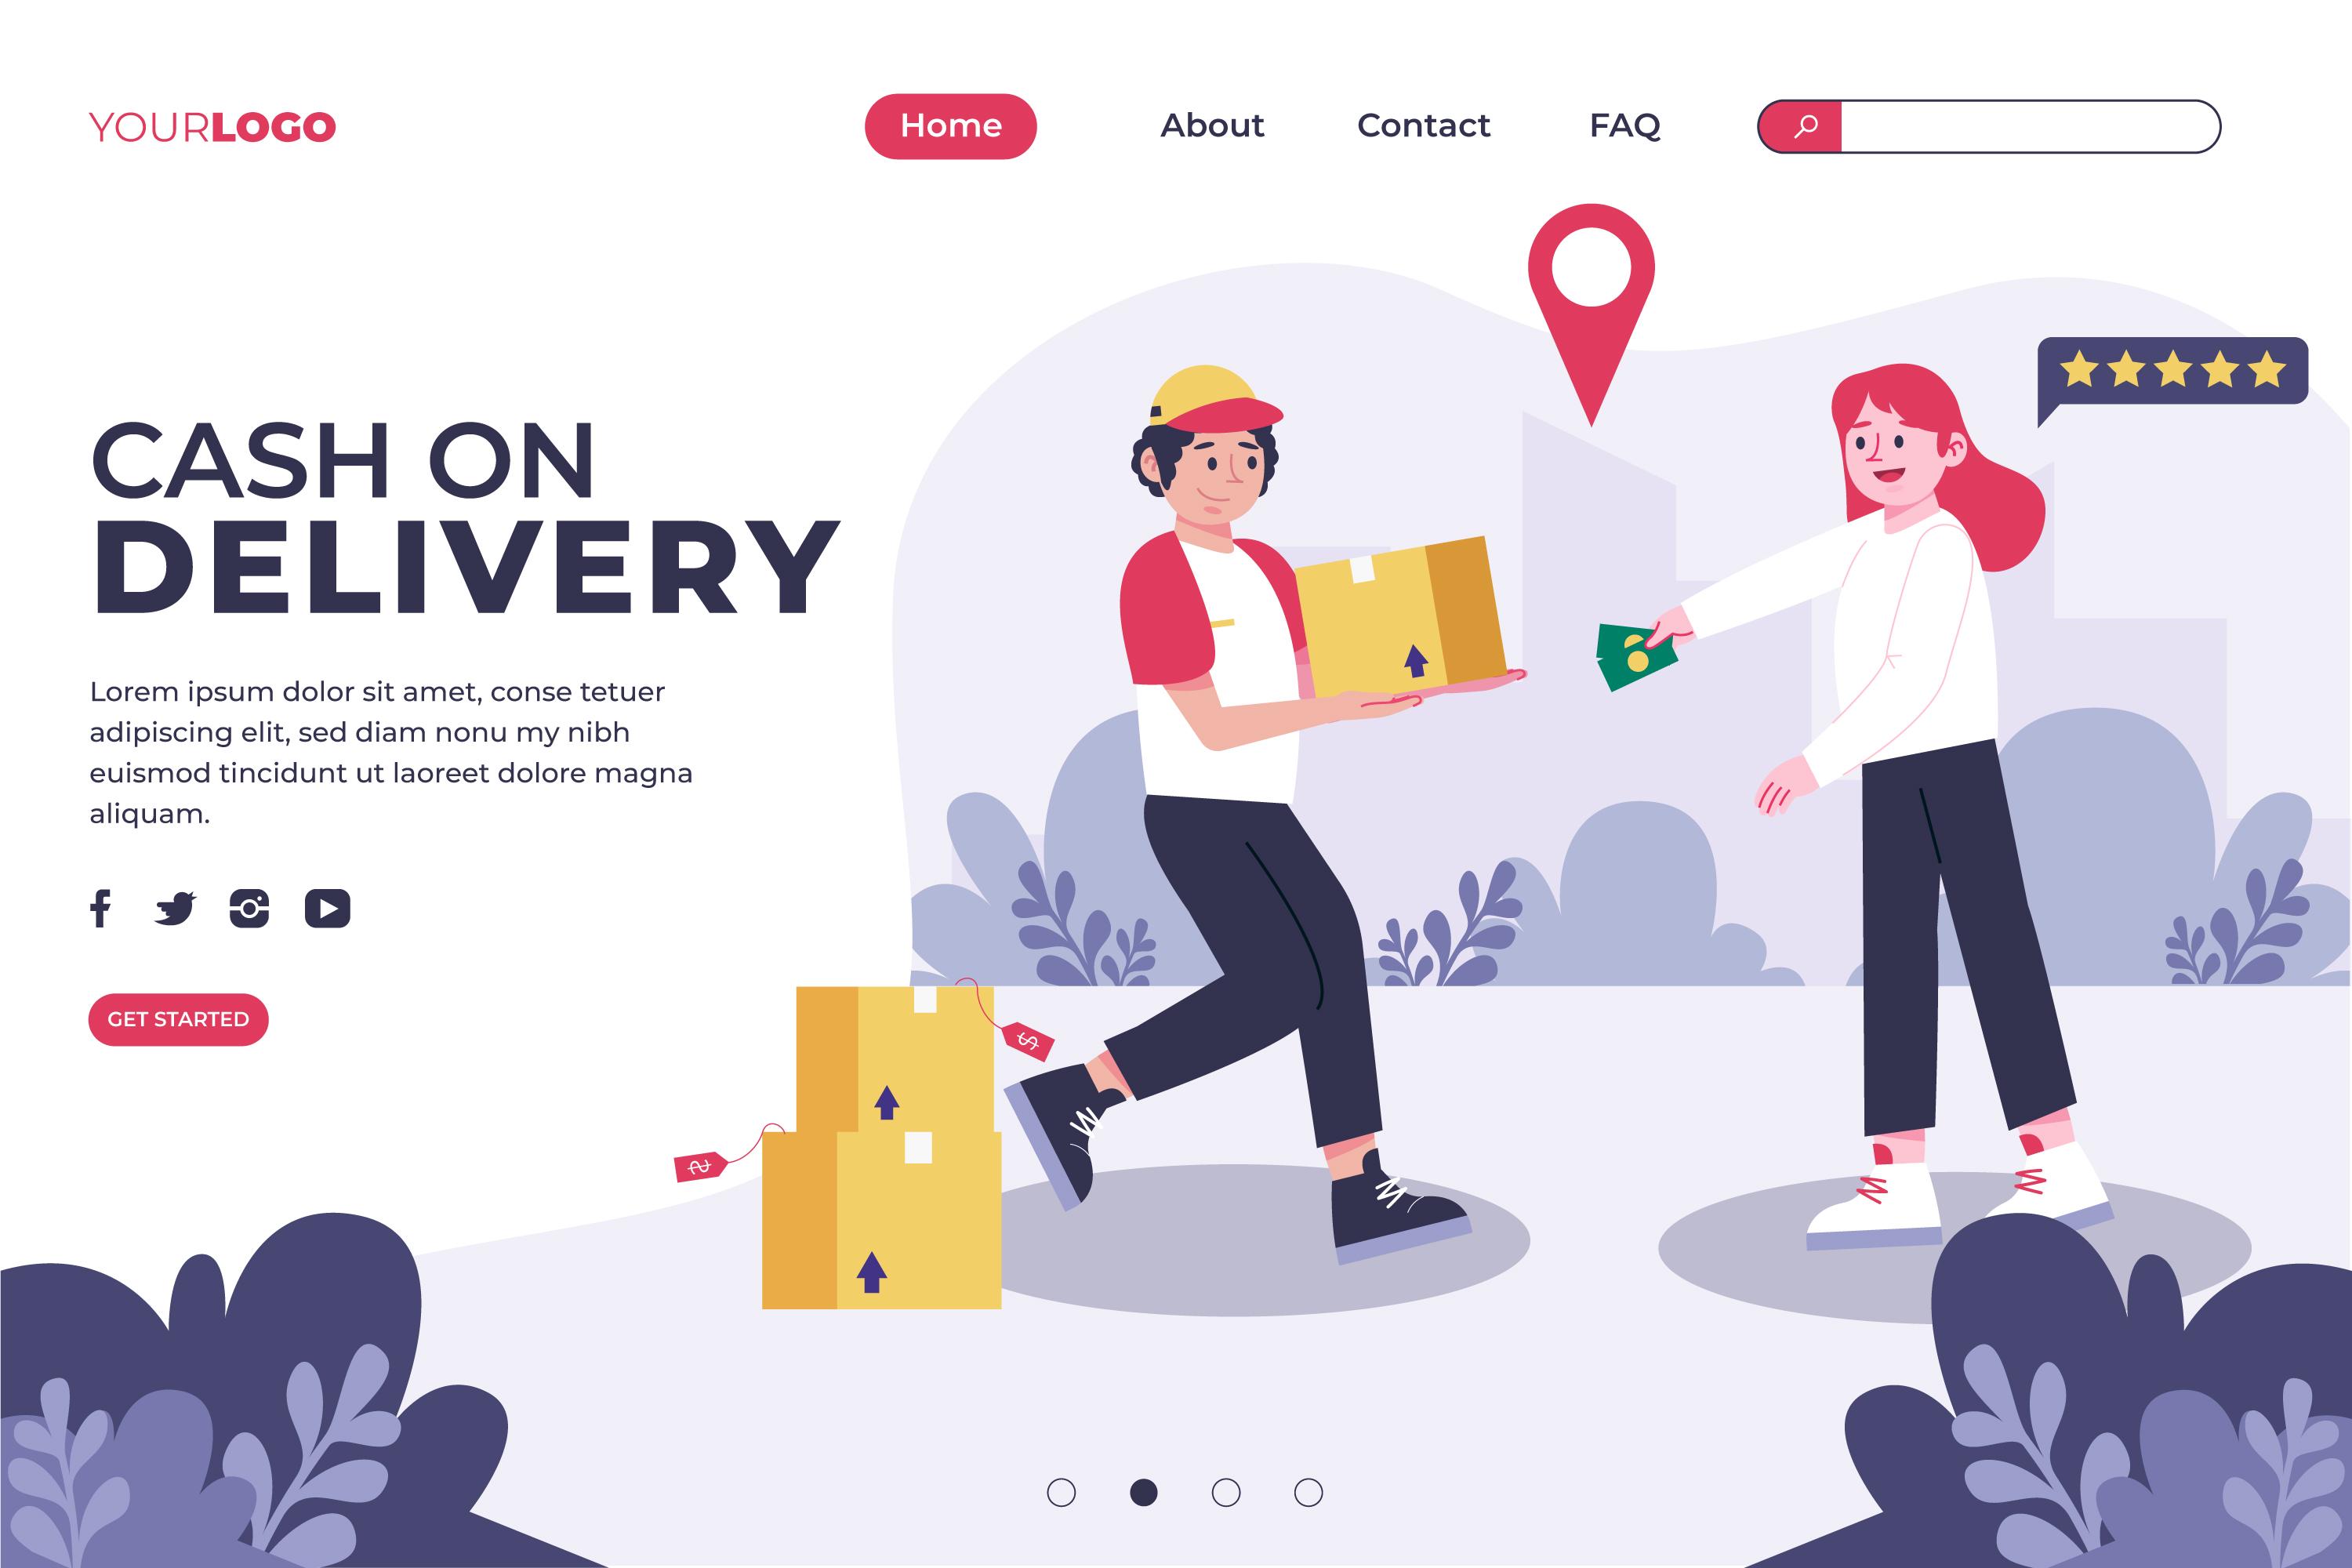 YOURLOGO
Home About Contact FAQ
CASH ON
DELIVERY
Lorem ipsum dolor sit amet, conse tetuer
adipiscing elit, sed diam nonu my nibh
euismod tincidunt ut laoreet dolore magna
aliquam.
GET STARTED
$
$